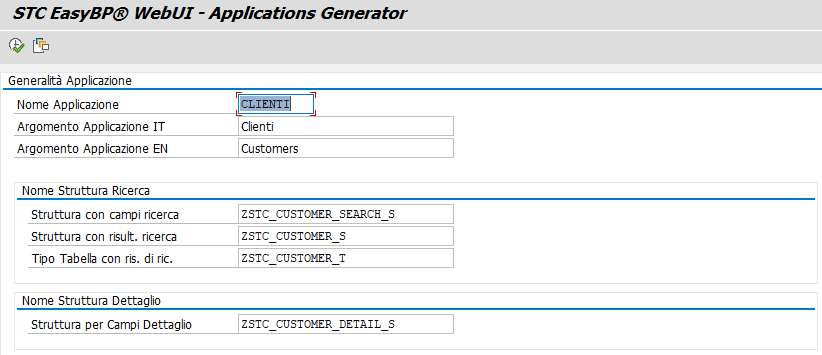 STC EasyBP® WebUI - Applications Generator
Generalità Applicazione
Nome Applicazione CLIENTI
Argomento Applicazione IT Clienti
Argomento Applicazione EN Customers
Nome Struttura Ricerca
Struttura con campi ricerca ZSTC_CUSTOMER_SEARCH_S
Struttura con risult. ricerca ZSTC_CUSTOMER_S
Tipo Tabella con ris. di ric. ZSTC_CUSTOMER_T
Nome Struttura Dettaglio
Struttura per Campi Dettaglio ZSTC_CUSTOMER_DETAIL_S